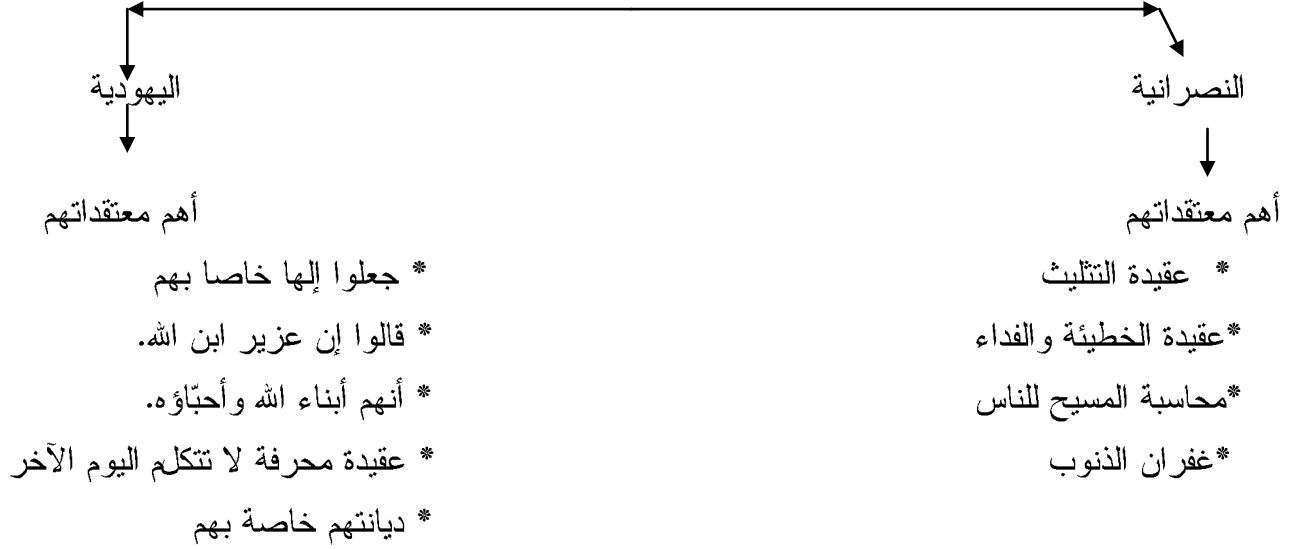 النصرانية
أهم معتقداتهم
* عقيدة التثليث
*عقيدة الخطيئة والفداء
*محاسبة المسيح للناس
*غفران الذنوب
اليهودية
أهم معتقداتهم
* جعلوا إلها خاصا بهم
* قالوا إن عزير ابن الله.
* أنهم أبناء الله وأحبّاؤه.
* عقيدة محرفة لا تتكلم اليوم الآخر
* ديانتهم خاصة بهم